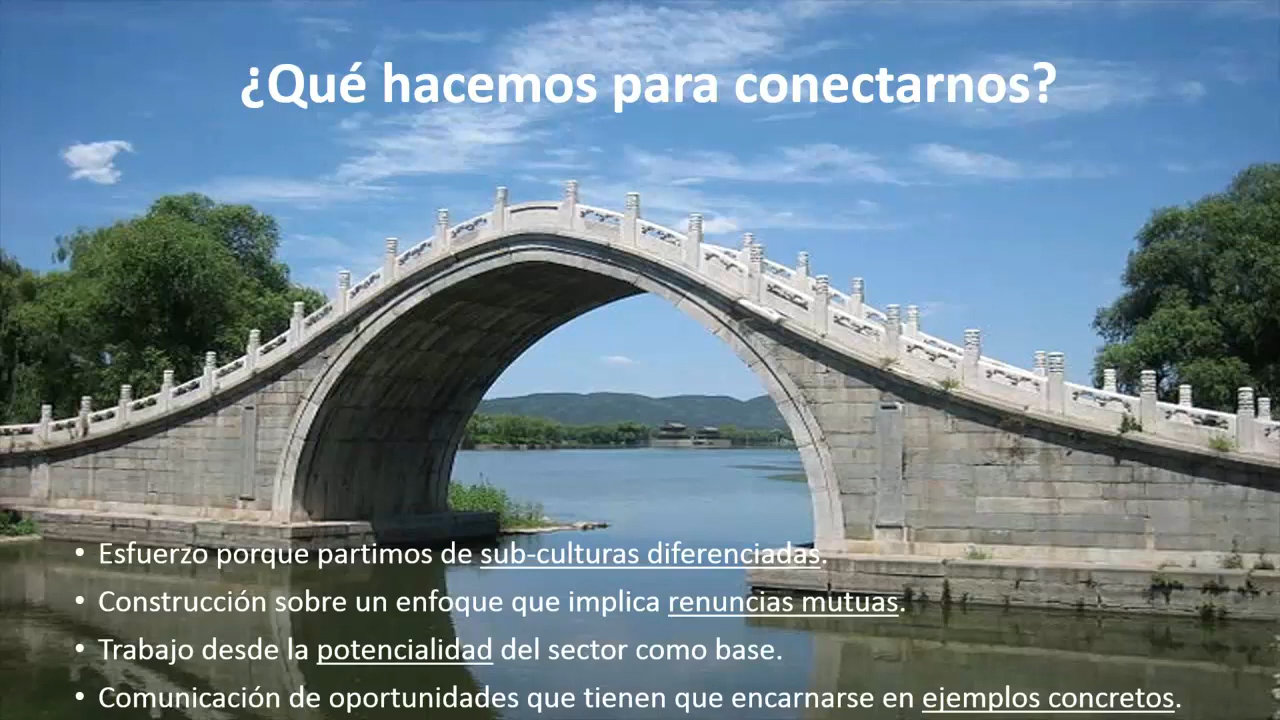 ¿Qué hacemos para conectarnos?
• Esfuerzo porque partimos de sub-culturas diferenciadas.
• Construcción sobre un enfoque que implica renuncias mutuas.
• Trabajo desde la potencialidad del sector como base.
• Comunicación de oportunidades que tienen que encarnarse en ejemplos concretos.